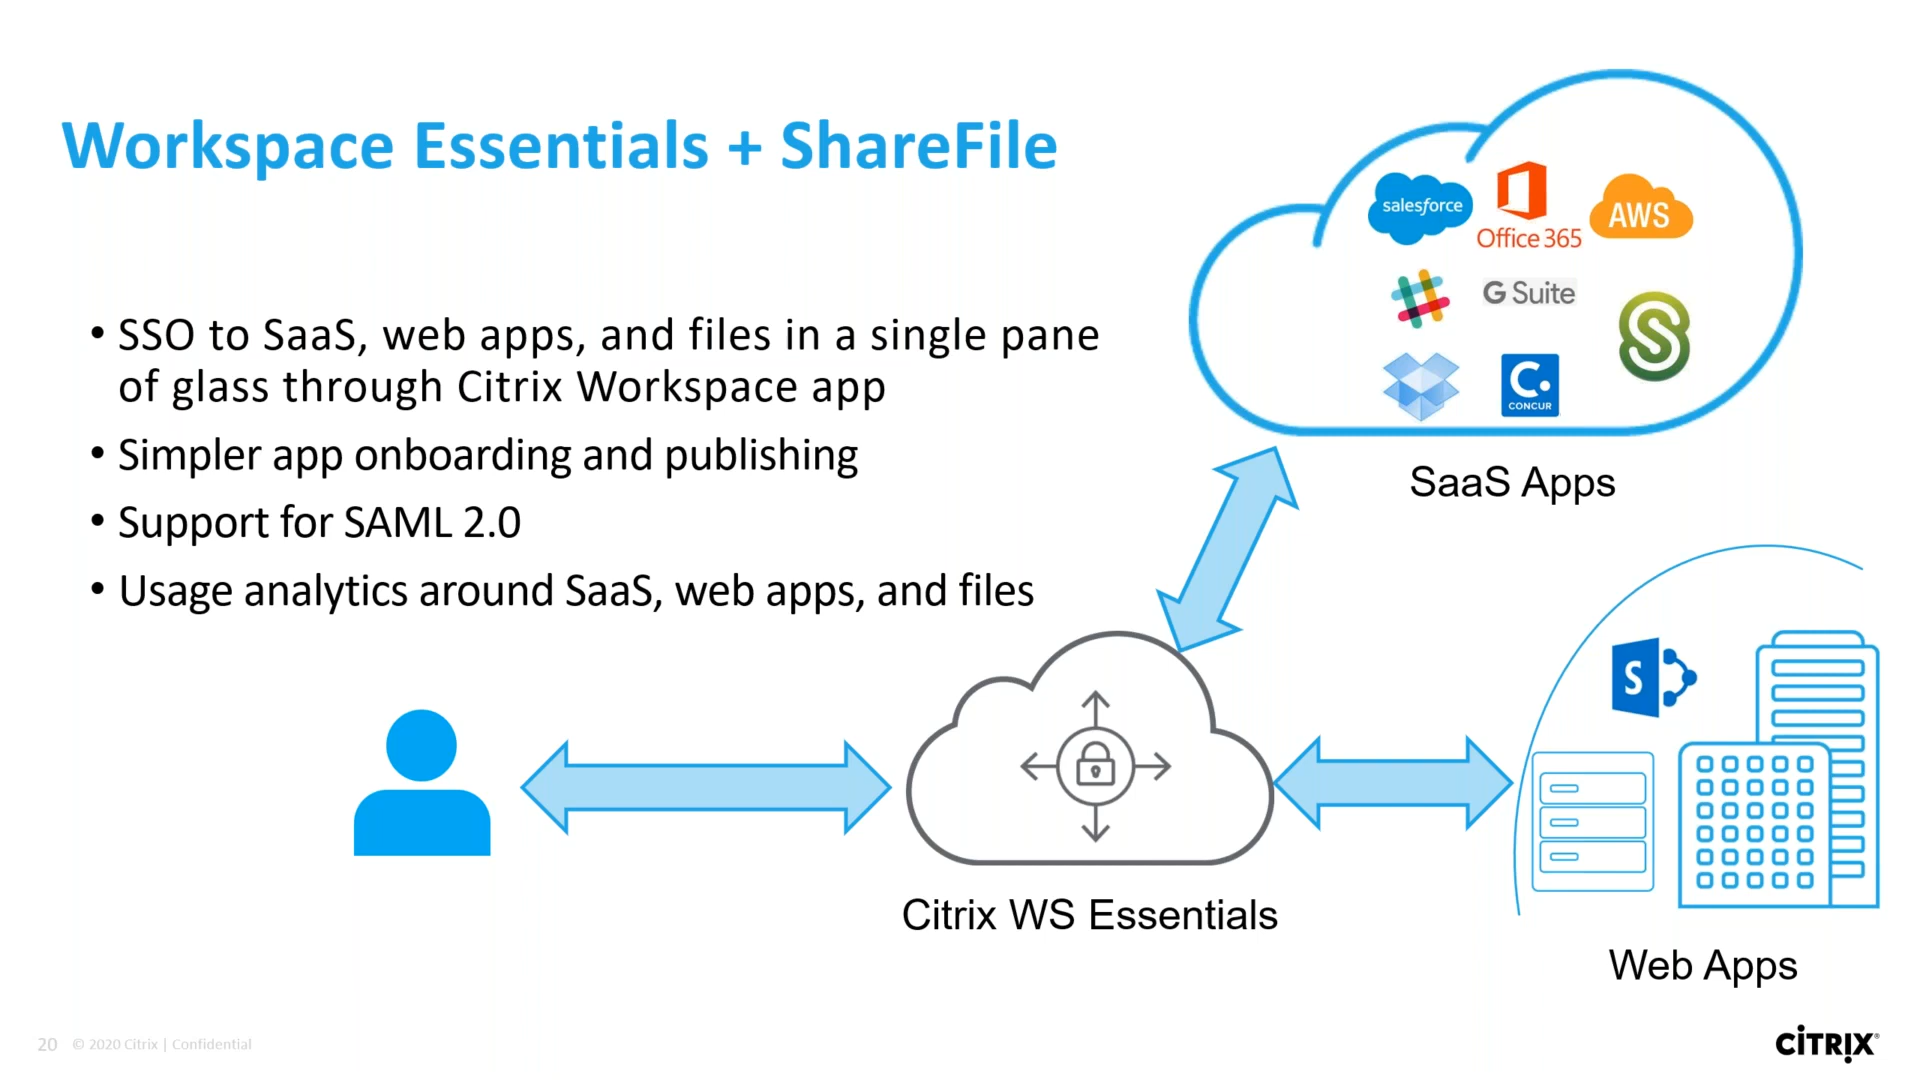 Workspace Essentials + ShareFile
• SSO to SaaS, web apps, and files in a single pane
of glass through Citrix Workspace app
• Simpler app onboarding and publishing
• Support for SAML 2.0
• Usage analytics around SaaS, web apps, and files
salesforce
Office 365
AWS
G Suite
S
C.
CONCUR
SaaS Apps
S
Citrix WS Essentials
Web Apps
20 © 2020 Citrix | Confidential
CITRIX®